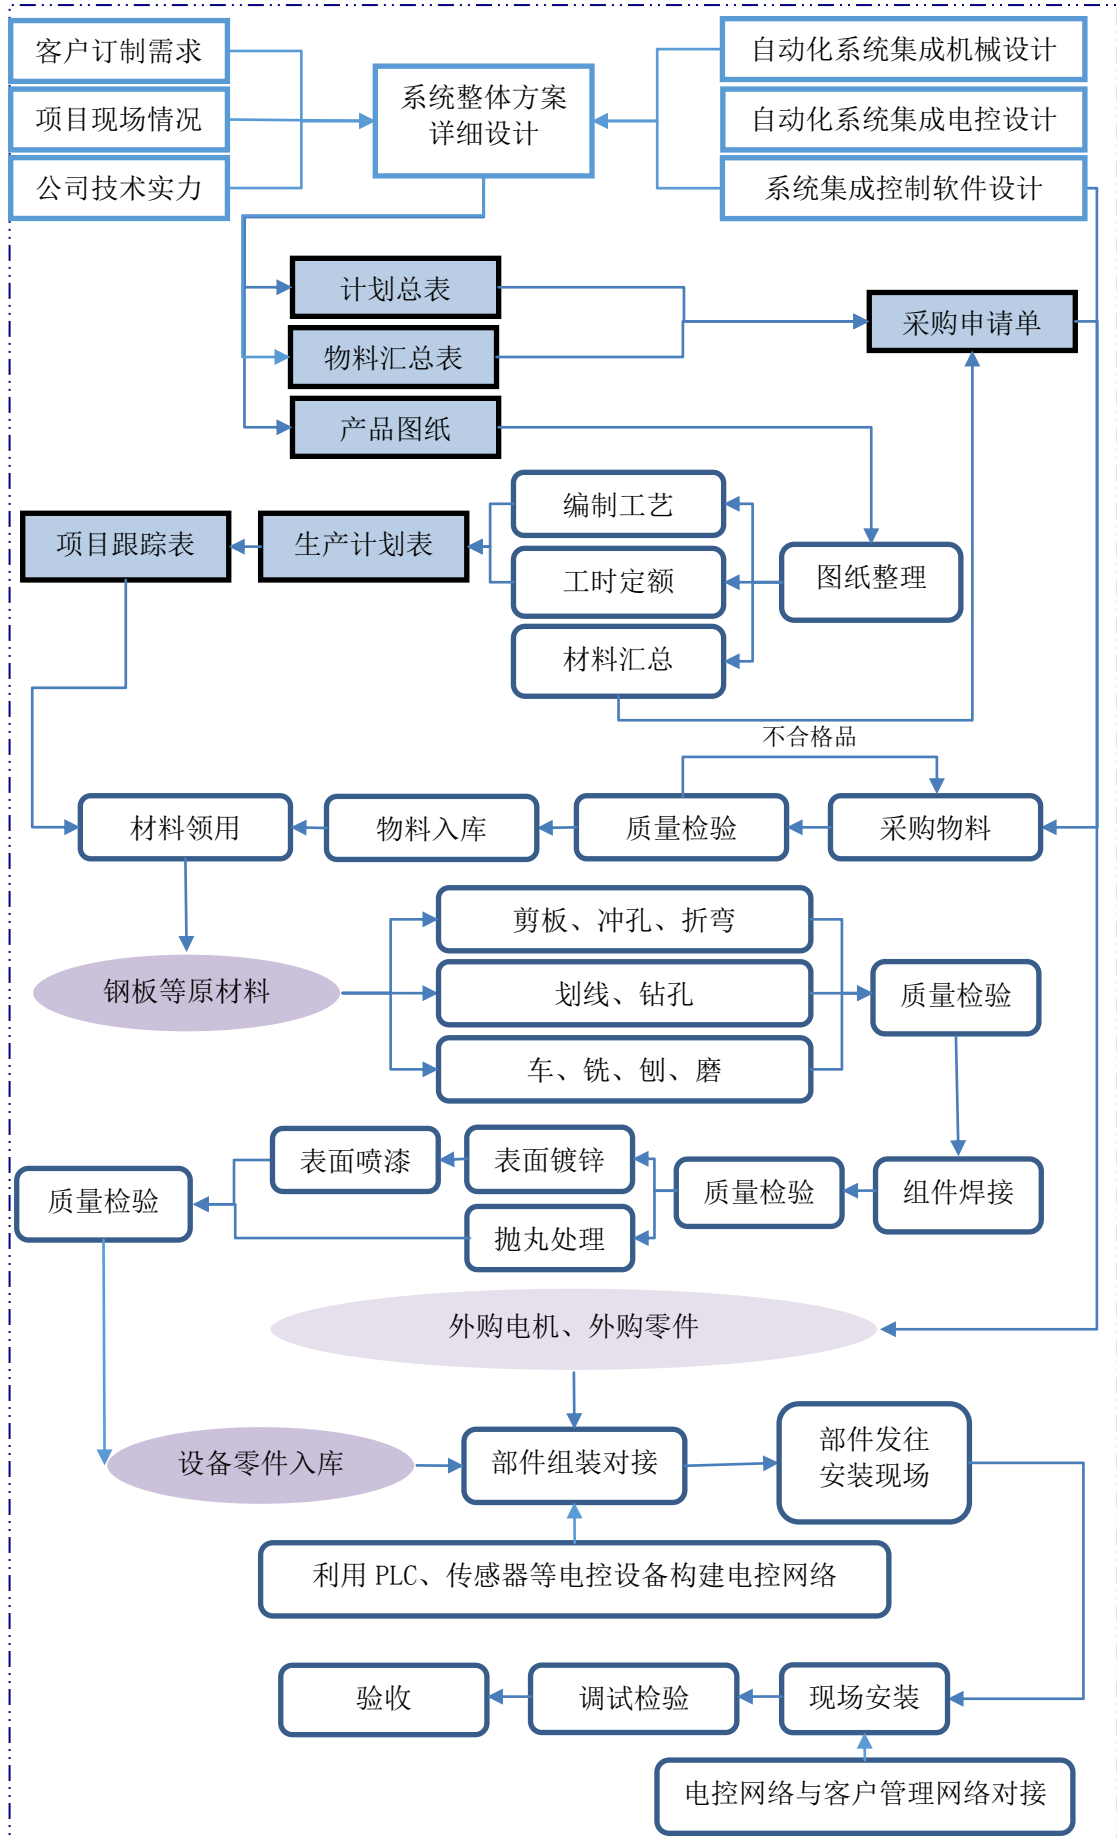 客户订制需求
项目现场情况
公司技术实力
系统整体方案
详细设计
自动化系统集成机械设计
自动化系统集成电控设计
系统集成控制软件设计
计划总表
物料汇总表
产品图纸
采购申请单
编制工艺
工时定额
材料汇总
图纸整理
生产计划表
项目跟踪表
不合格品
材料领用
物料入库
质量检验
采购物料
钢板等原材料
剪板、冲孔、折弯
划线、钻孔
车、铣、刨、磨
质量检验
组件焊接
质量检验
表面镀锌
表面喷漆
抛丸处理
质量检验
外购电机、外购零件
设备零件入库
部件组装对接
部件发往
安装现场
利用 PLC、传感器等电控设备构建电控网络
验收
调试检验
现场安装
电控网络与客户管理网络对接